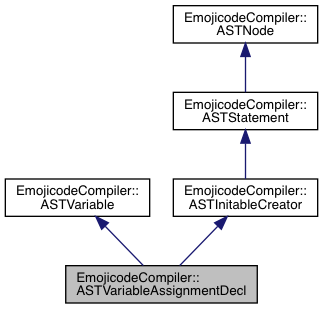 EmojicodeCompiler::
ASTNode
EmojicodeCompiler::
ASTStatement
EmojicodeCompiler::
ASTVariable
EmojicodeCompiler::
ASTInitableCreator
EmojicodeCompiler::
ASTVariableAssignmentDecl